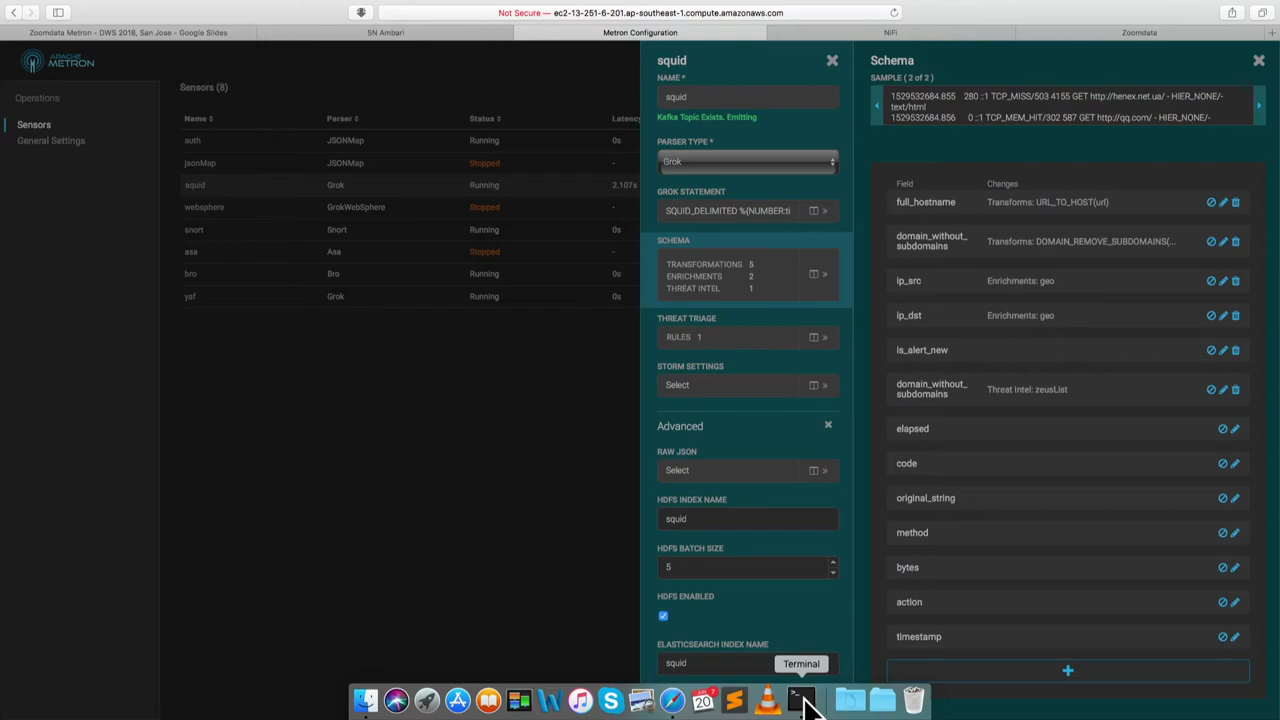 Not Secure — ec2-13-251-6-201.ap-southeast-1.compute.amazonaws.com
Zoomdata Metron - DWS 2018, San Jose - Google Slides
SN Ambari
Metron Configuration
NiFi
Zoomdata
APACHE
METRON
Operations
Sensors
General Settings
Sensors (8)
Name
Parser
Status
Latency
auth
JSONMap
Running
0s
jsonMap
JSONMap
Stopped
-
squid
Grok
Running
2.107s
websphere
GrokWebSphere
Stopped
-
snort
Snort
Running
0s
asa
Asa
Stopped
-
bro
Bro
Running
0s
yaf
Grok
Running
0s
squid
NAME *
squid
Kafka Topic Exists. Emitting
PARSER TYPE *
Grok
GROK STATEMENT
SQUID_DELIMITED %{NUMBER:ti
SCHEMA
TRANSFORMATIONS 5
ENRICHMENTS 2
THREAT INTEL 1
THREAT TRIAGE
RULES 1
STORM SETTINGS
Select
Advanced
RAW JSON
Select
HDFS INDEX NAME
squid
HDFS BATCH SIZE
5
HDFS ENABLED
ELASTICSEARCH INDEX NAME
squid
Schema
SAMPLE ( 2 of 2 )
1529532684.855 280 ::1 TCP_MISS/503 4155 GET http://henex.net.ua/ - HIER_NONE/-
text/html
1529532684.856 0 ::1 TCP_MEM_HIT/302 587 GET http://qq.com/ - HIER_NONE/-
Field
Changes
full_hostname
Transforms: URL_TO_HOST(url)
domain_without_
subdomains
Transforms: DOMAIN_REMOVE_SUBDOMAINS(...
ip_src
Enrichments: geo
ip_dst
Enrichments: geo
is_alert_new
domain_without_
subdomains
Threat Intel: zeusList
elapsed
code
original_string
method
bytes
action
timestamp
Terminal
20